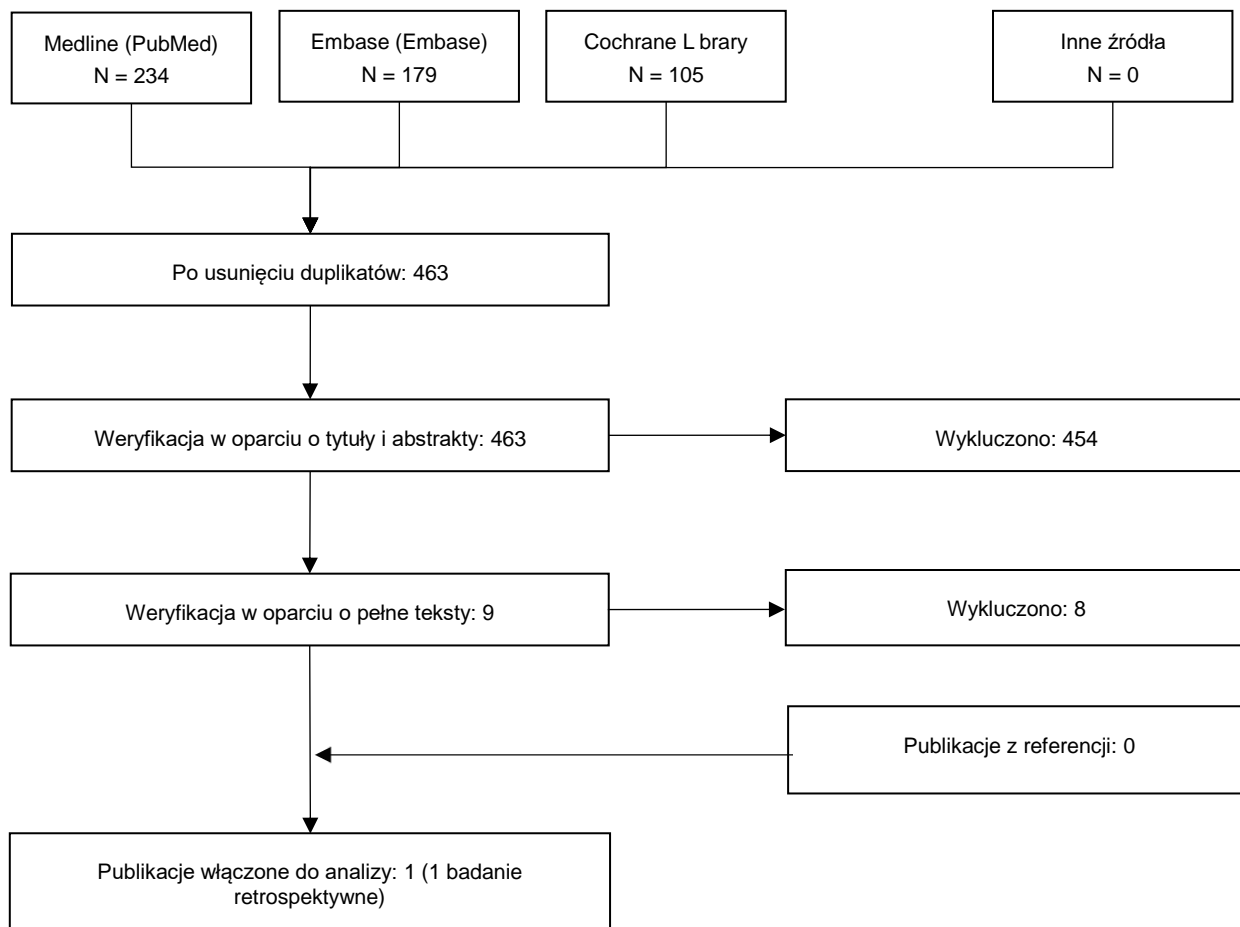 Medline (PubMed)
N = 234
Embase (Embase)
N = 179
Cochrane L brary
N = 105
Inne źródła
N = 0
Po usunięciu duplikatów: 463
Weryfikacja w oparciu o tytuły i abstrakty: 463
Wykluczono: 454
Weryfikacja w oparciu o pełne teksty: 9
Wykluczono: 8
Publikacje z referencji: 0
Publikacje włączone do analizy: 1 (1 badanie
retrospektywne)